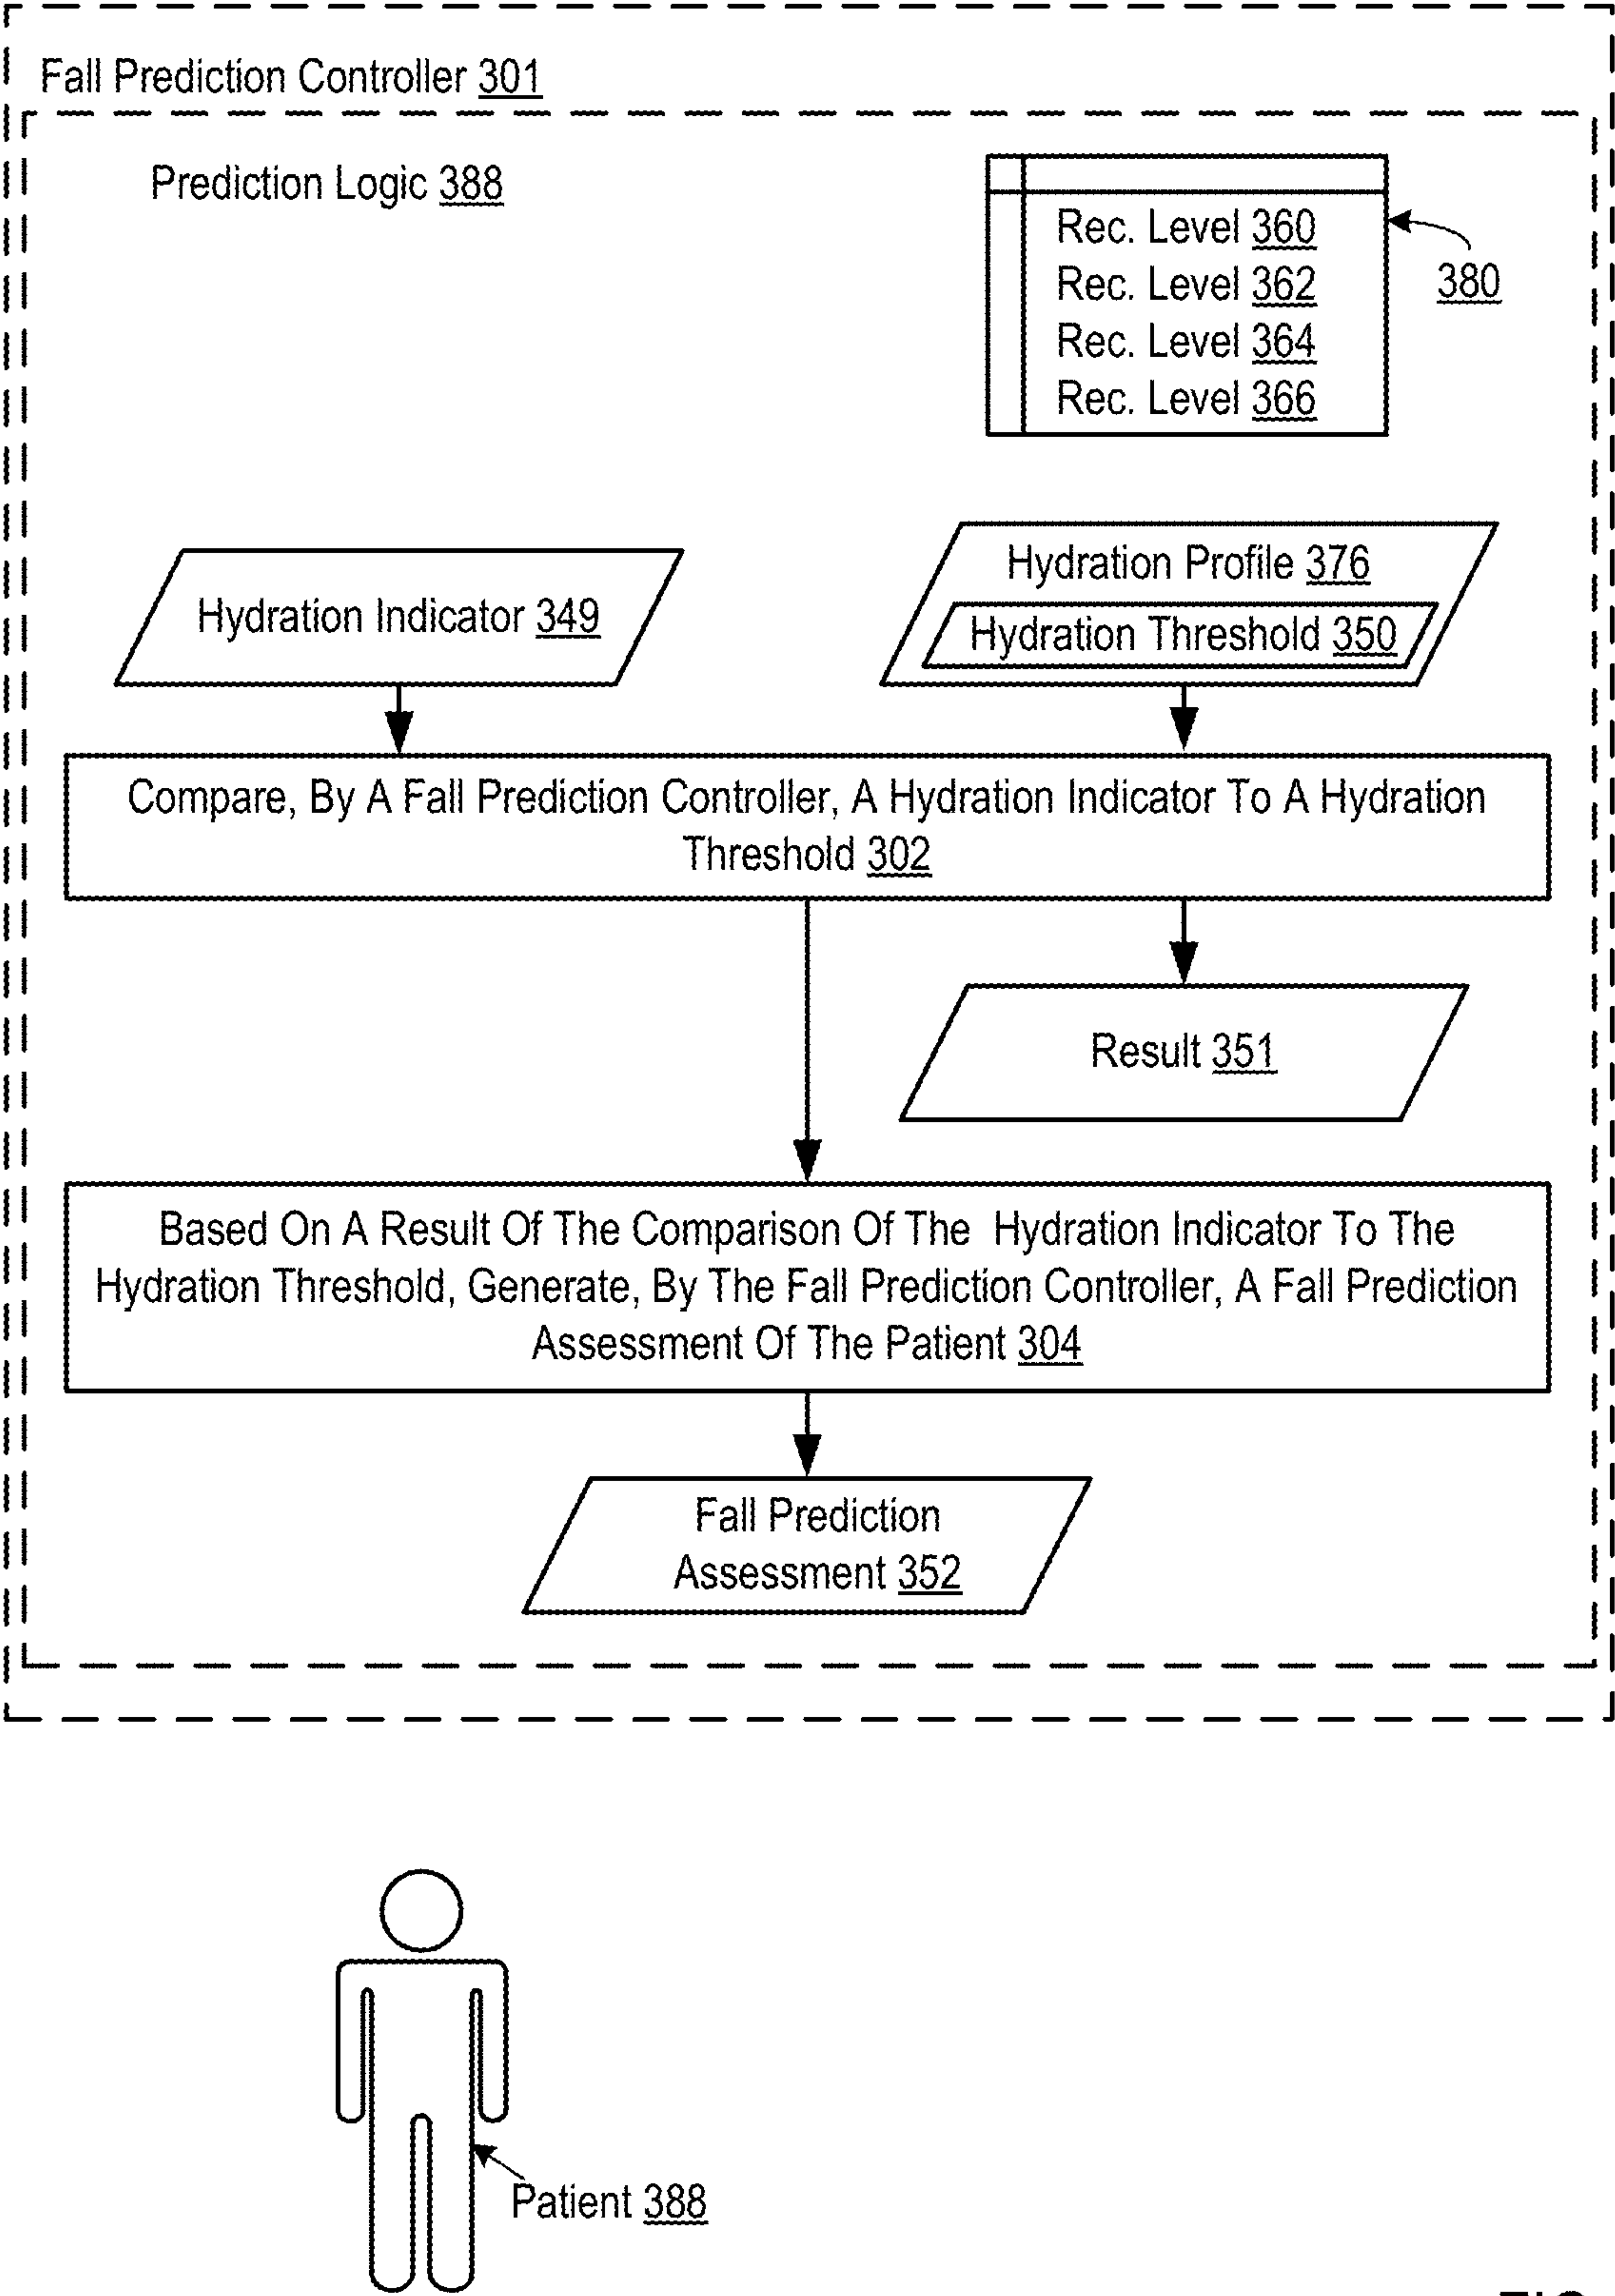 Fall Prediction Controller 301
Prediction Logic 388
Rec. Level 360
Rec. Level 362
Rec. Level 364
Rec. Level 366
380
Hydration Indicator 349
Hydration Profile 376
Hydration Threshold 350
Compare, By A Fall Prediction Controller, A Hydration Indicator To A Hydration
Threshold 302
Result 351
Based On A Result Of The Comparison Of The Hydration Indicator To The
Hydration Threshold, Generate, By The Fall Prediction Controller, A Fall Prediction
Assessment Of The Patient 304
Fall Prediction
Assessment 352
Patient 388